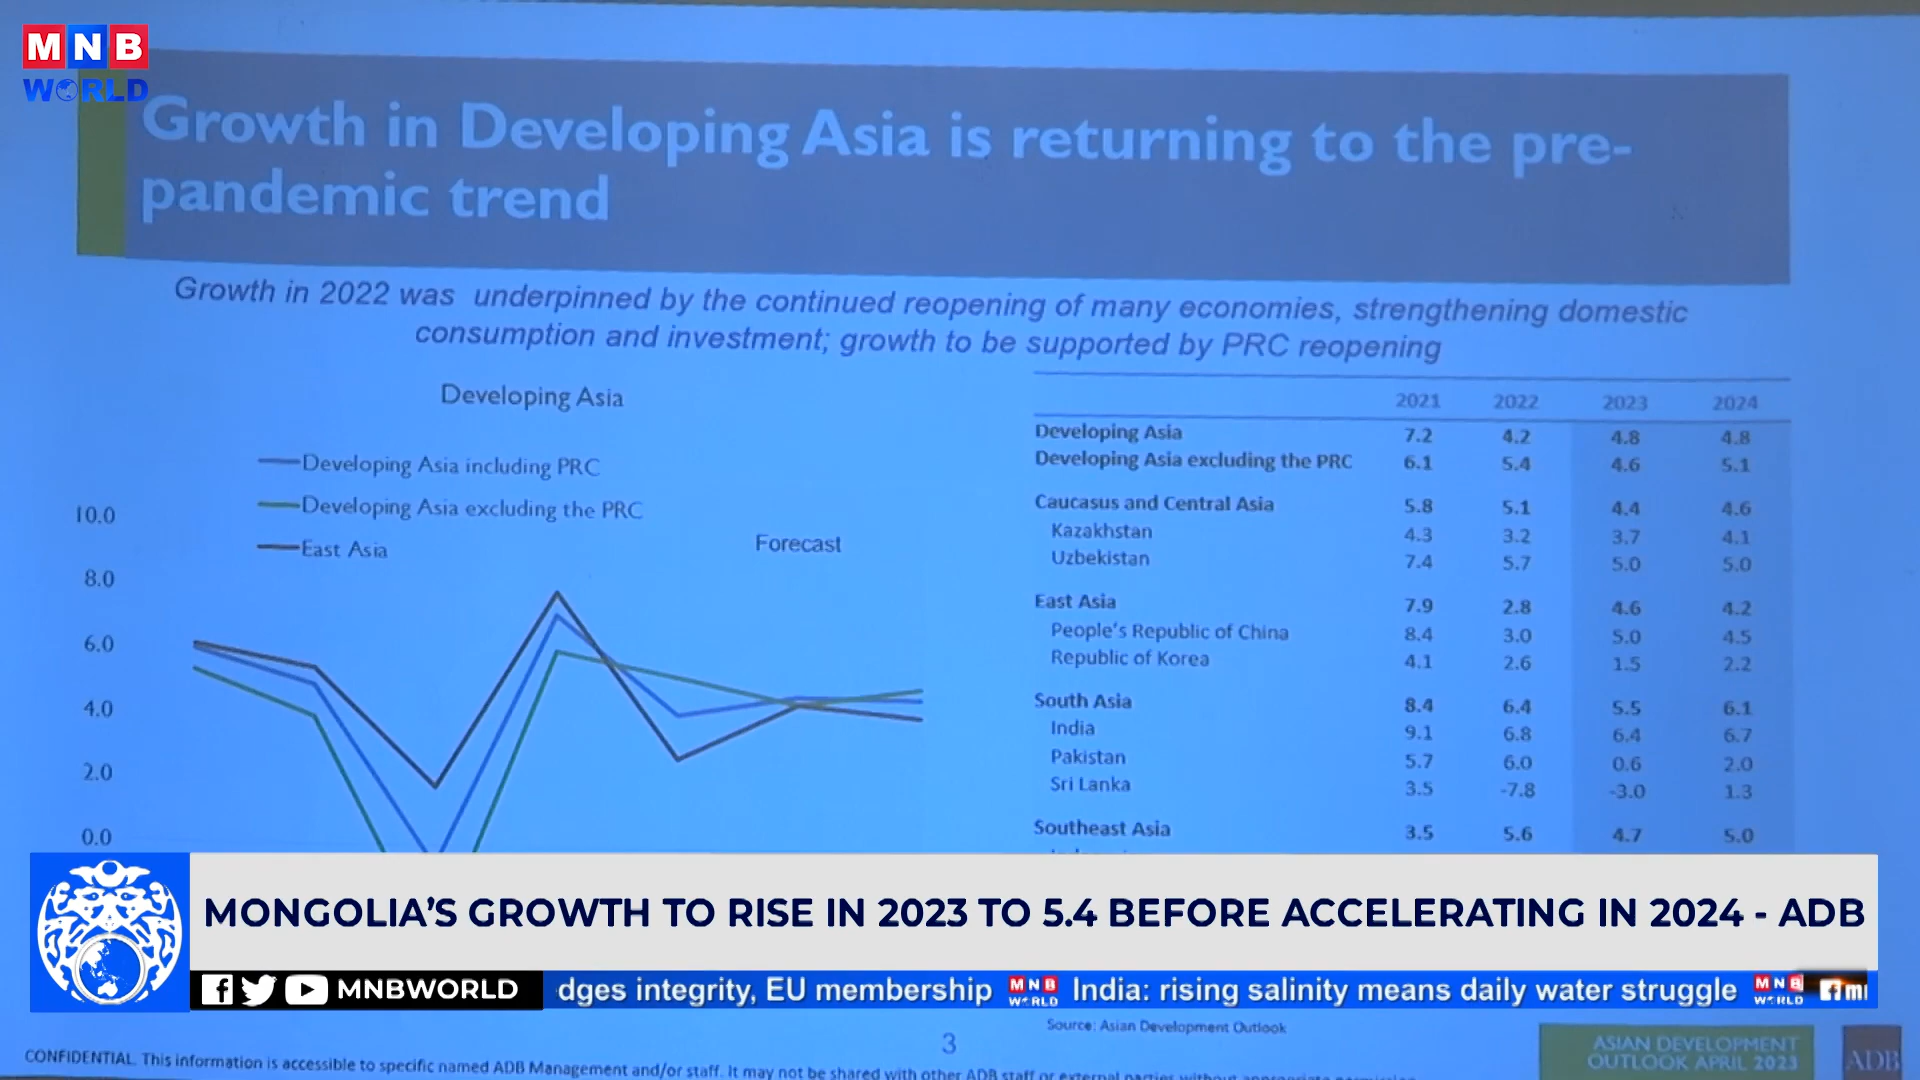 MNB
WORLD
Growth in Developing Asia is returning to the pre-
pandemic trend
Growth in 2022 was underpinned by the continued reopening of many economies, strengthening domestic
consumption and investment; growth to be supported by PRC reopening
Developing Asia
Developing Asia including PRC
Developing Asia excluding the PRC
East Asia
Forecast
10.0
8.0
6.0
4.0
2.0
0.0
2021 2022 2023 2024
Developing Asia 7.2 4.2 4.8 4.8
Developing Asia excluding the PRC 6.1 5.4 4.6 5.1
Caucasus and Central Asia 5.8 5.1 4.4 4.6
Kazakhstan 4.3 3.2 3.7 4.1
Uzbekistan 7.4 5.7 5.0 5.0
East Asia 7.9 2.8 4.6 4.2
People's Republic of China 8.4 3.0 5.0 4.5
Republic of Korea 4.1 2.6 1.5 2.2
South Asia 8.4 6.4 5.5 6.1
India 9.1 6.8 6.4 6.7
Pakistan 5.7 6.0 0.6 2.0
Sri Lanka 3.5 -7.8 -3.0 1.3
Southeast Asia 3.5 5.6 4.7 5.0
MONGOLIA'S GROWTH TO RISE IN 2023 TO 5.4 BEFORE ACCELERATING IN 2024 - ADB
MNBWORLD
dges integrity, EU membership MNB WORLD India: rising salinity means daily water struggle MNB WORLD
Source: Asian Development Outlook
3
CONFIDENTIAL. This information is accessible to specific named ADB Management and/or staff. It may not be shared with other ADB staff or external parties without appropriate permission
ASIAN DEVELOPMENT
OUTLOOK APRIL 2023
ADB